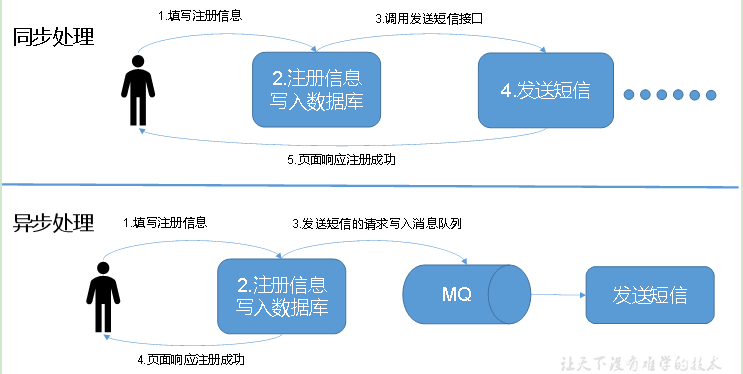 同步处理
1.填写注册信息
3.调用发送短信接口
2.注册信息
写入数据库
4.发送短信
5.页面响应注册成功
异步处理
1.填写注册信息
3.发送短信的请求写入消息队列
2.注册信息
写入数据库
MQ
发送短信
4.页面响应注册成功
让天下没有难学的技术